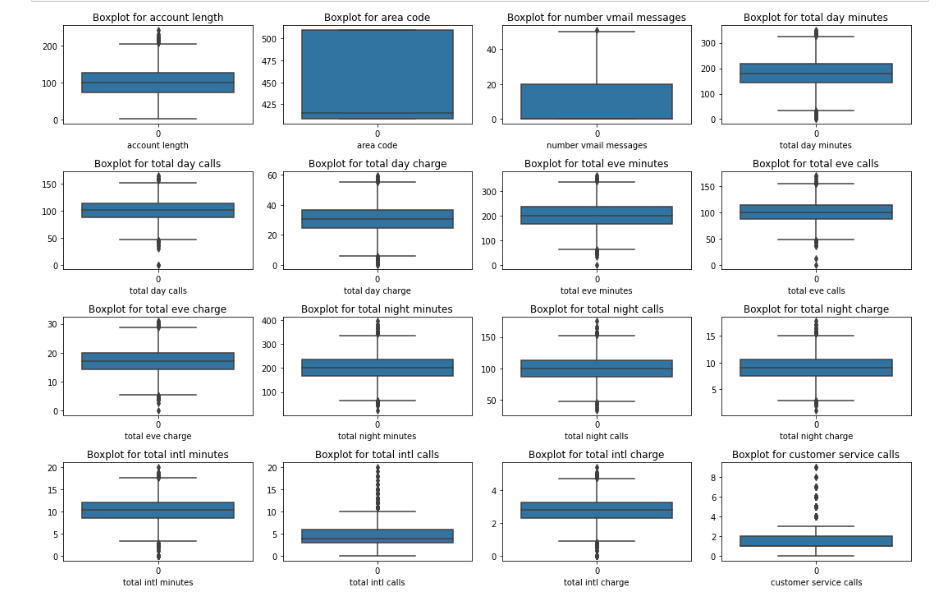 Boxplot for account length
200
100
0
0
account length
Boxplot for area code
500
475
450
425
0
area code
Boxplot for number vmail messages
40
20
0
0
number vmail messages
Boxplot for total day minutes
300
200
100
0
0
total day minutes
Boxplot for total day calls
150
100
50
0
0
total day calls
Boxplot for total day charge
60
40
20
0
0
total day charge
Boxplot for total eve minutes
300
200
100
0
0
total eve minutes
Boxplot for total eve calls
150
100
50
0
0
total eve calls
Boxplot for total eve charge
30
20
10
0
0
total eve charge
Boxplot for total night minutes
400
300
200
100
0
total night minutes
Boxplot for total night calls
150
100
50
0
total night calls
Boxplot for total night charge
15
10
5
0
total night charge
Boxplot for total intl minutes
20
15
10
5
0
0
total intl minutes
Boxplot for total intl calls
20
15
10
5
0
0
total intl calls
Boxplot for total intl charge
4
2
0
0
total intl charge
Boxplot for customer service calls
8
6
4
2
0
0
customer service calls